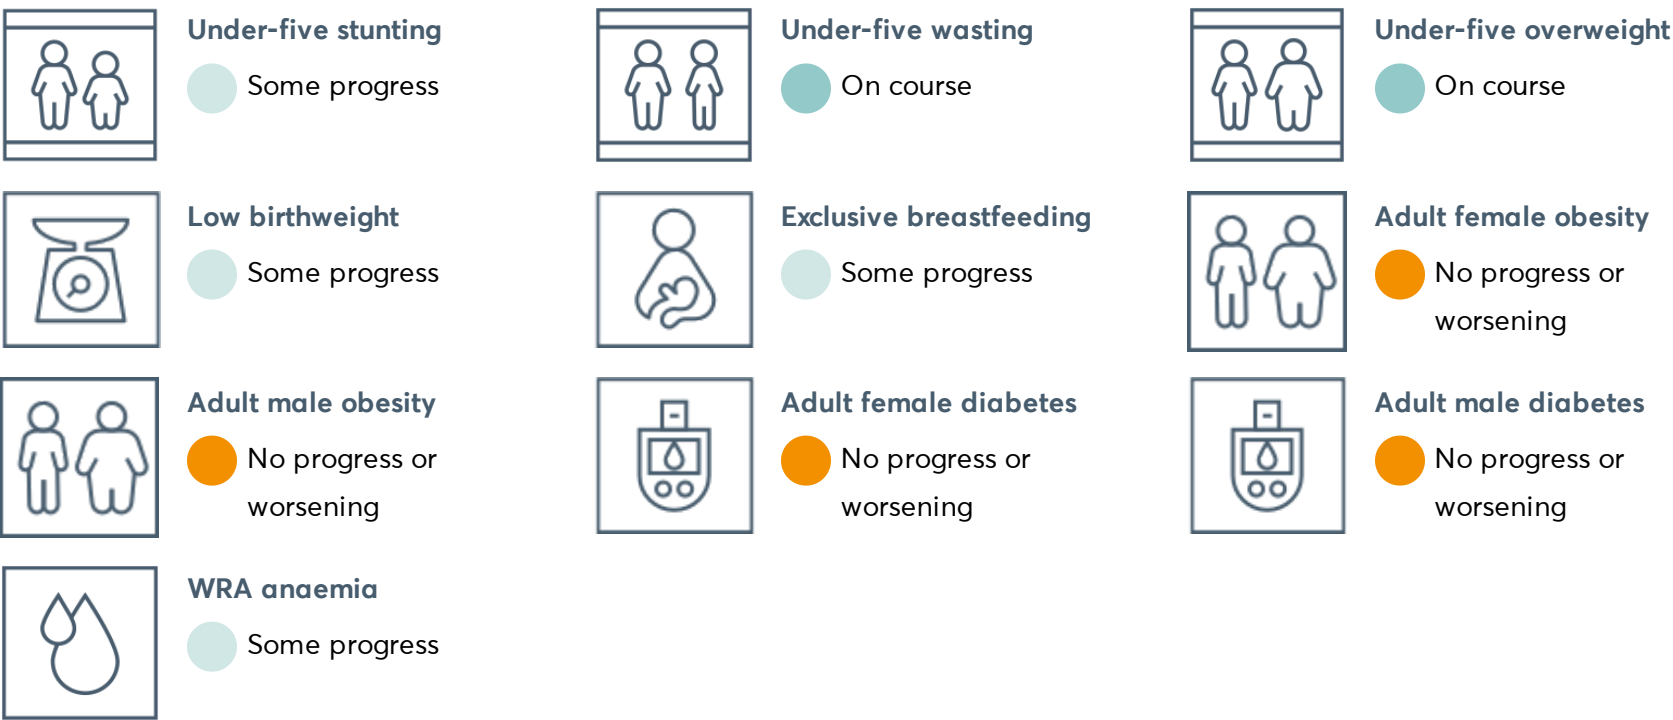 Under-five stunting
Some progress
Under-five wasting
On course
Under-five overweight
On course
Low birthweight
Some progress
Exclusive breastfeeding
Some progress
Adult female obesity
No progress or
worsening
Adult male obesity
No progress or
worsening
Adult female diabetes
No progress or
worsening
Adult male diabetes
No progress or
worsening
WRA anaemia
Some progress